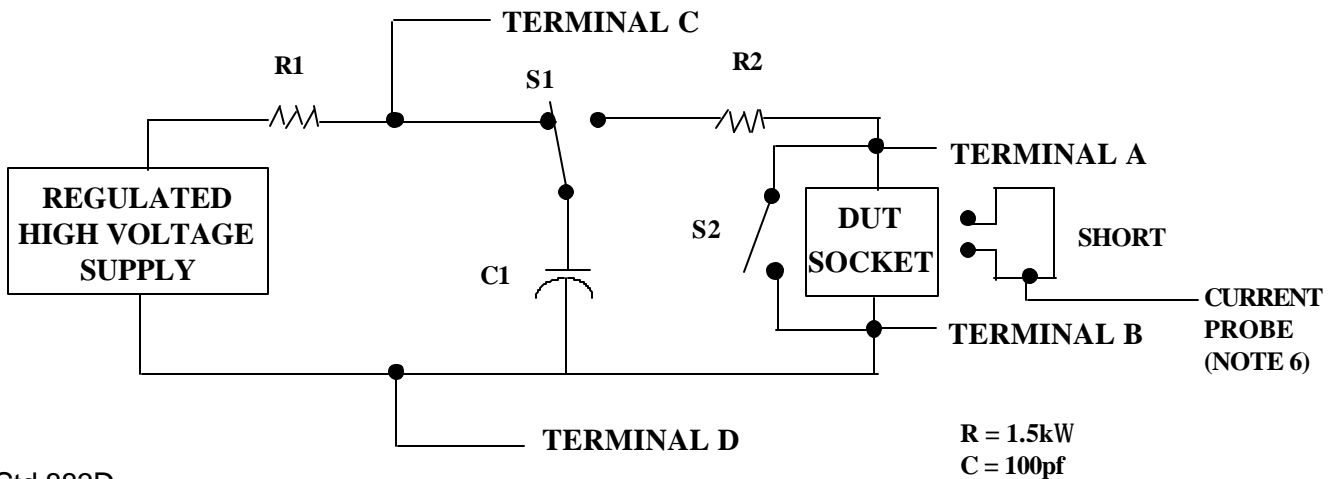 TERMINAL C
R1
S1
R2
TERMINAL A
REGULATED
HIGH VOLTAGE
SUPPLY
S2
DUT
SOCKET
SHORT
C1
CURRENT
PROBE
(NOTE 6)
TERMINAL B
TERMINAL D
R = 1.5kW
C = 100pf